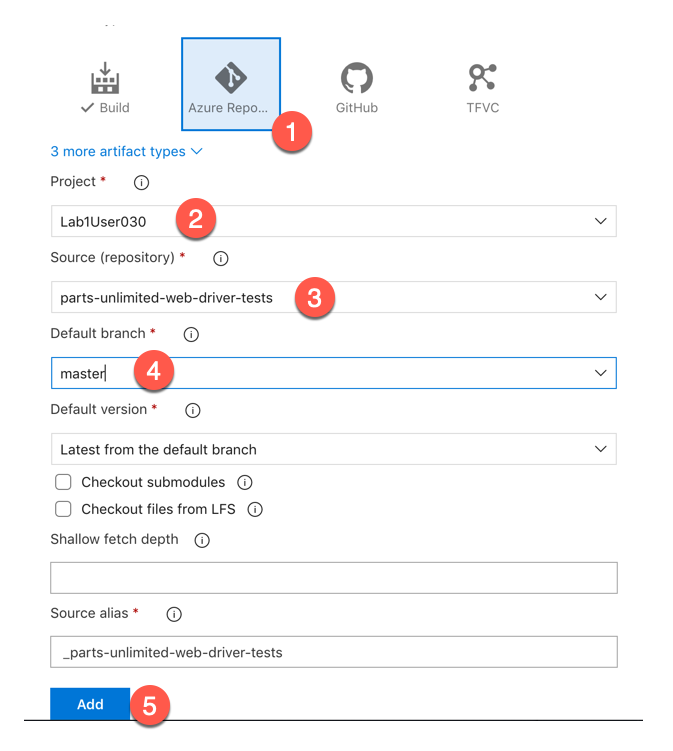 Build
Azure Repo...
GitHub
TFVC
1
3 more artifact types
Project *
Lab1User030
2
Source (repository) *
parts-unlimited-web-driver-tests
3
Default branch *
master
4
Default version *
Latest from the default branch
Checkout submodules
Checkout files from LFS
Shallow fetch depth
Source alias *
_parts-unlimited-web-driver-tests
Add
5